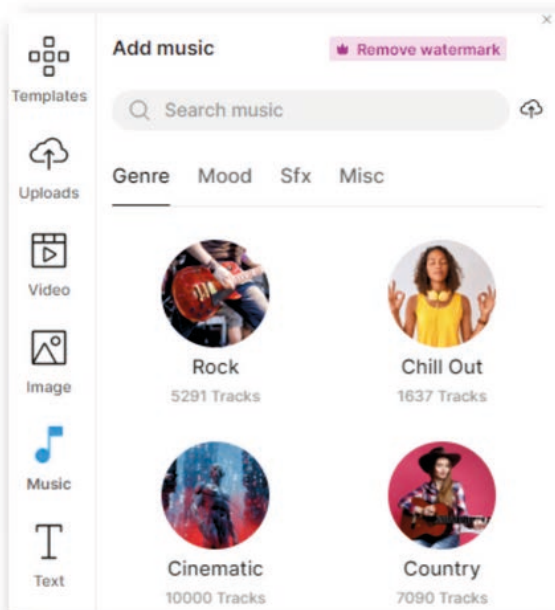 Add music
Remove watermark
Templates
Search music
Uploads
Genre Mood Sfx Misc
Video
Rock
Chill Out
5291 Tracks
1637 Tracks
Image
Music
Cinematic
Country
10000 Tracks
7090 Tracks
Text